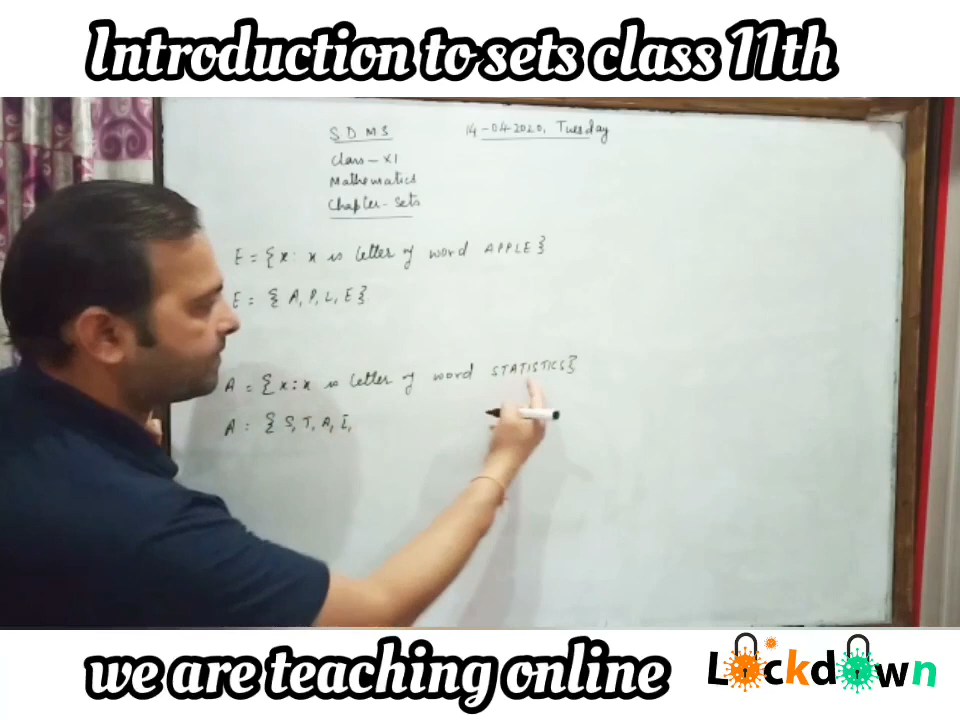 Introduction to sets class 11th
S D M S 14-04-2020, Tuesday
Class - XI
Mathematics
Chapter - Sets
E = {x : x is letter of word APPLE}
E = { A, P, L, E}
A = {x : x is letter of word STATISTICS}
A = { S, T, A, I,
we are teaching online Lockdown